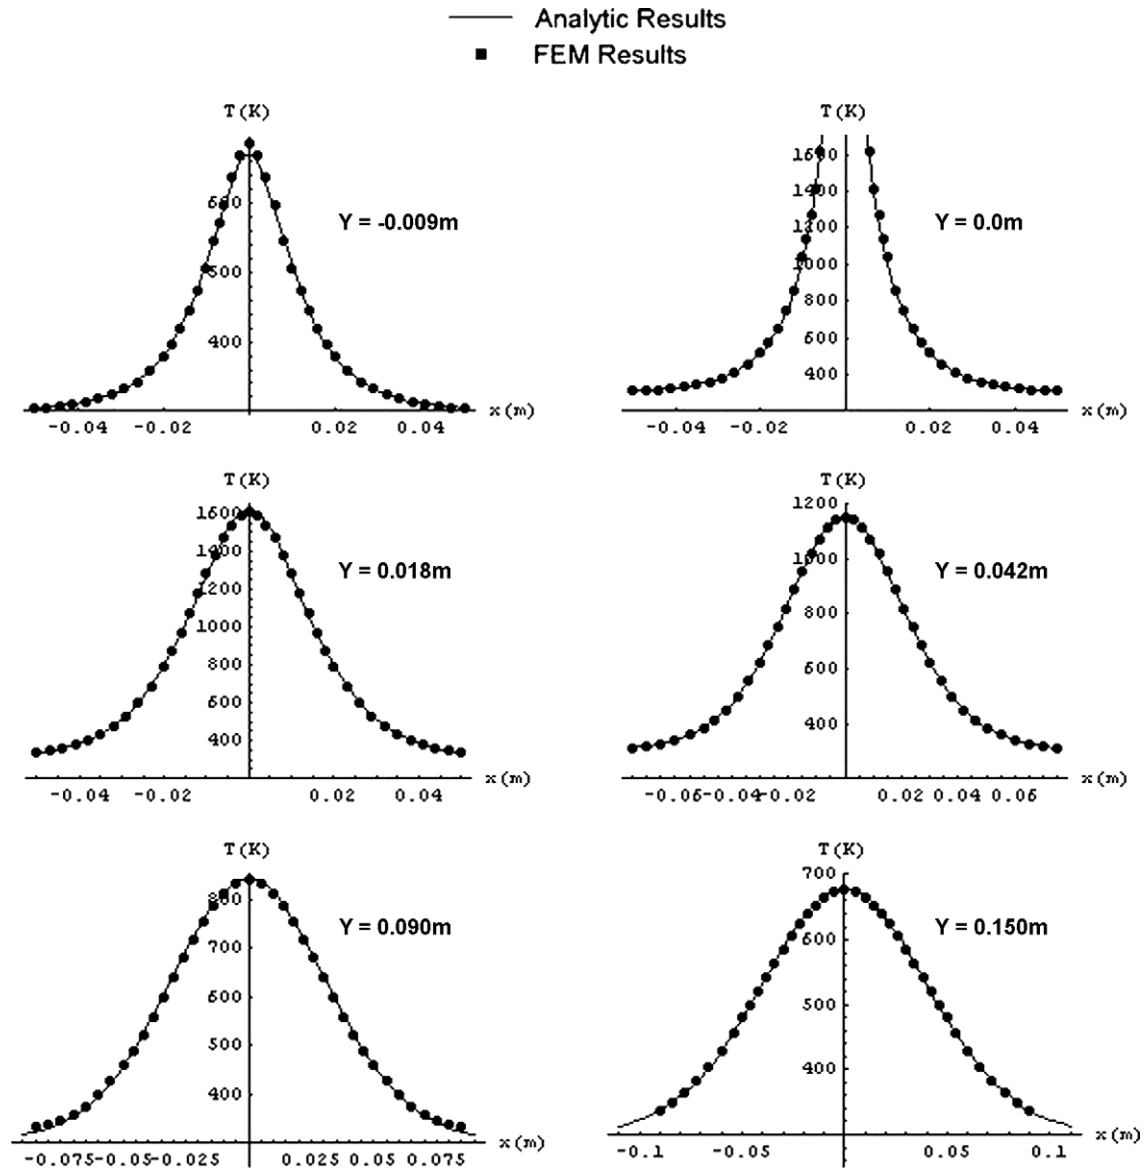 Analytic Results
FEM Results
T(K)
600
500
400
Y = -0.009m
-0.04 -0.02 0.02 0.04 x(m)
T(K)
1600
1400
1200
1000
800
600
400
Y = 0.0m
-0.04 -0.02 0.02 0.04 x(m)
T(K)
1600
1400
1200
1000
800
600
400
Y = 0.018m
-0.04 -0.02 0.02 0.04 x(m)
T(K)
1200
1000
800
600
400
Y = 0.042m
-0.06-0.04-0.02 0.02 0.04 0.06 x(m)
T(K)
800
700
600
500
400
Y = 0.090m
-0.075-0.05-0.025 0.025 0.05 0.075 x(m)
T(K)
700
600
500
400
Y = 0.150m
-0.1 -0.05 0.05 0.1 x(m)